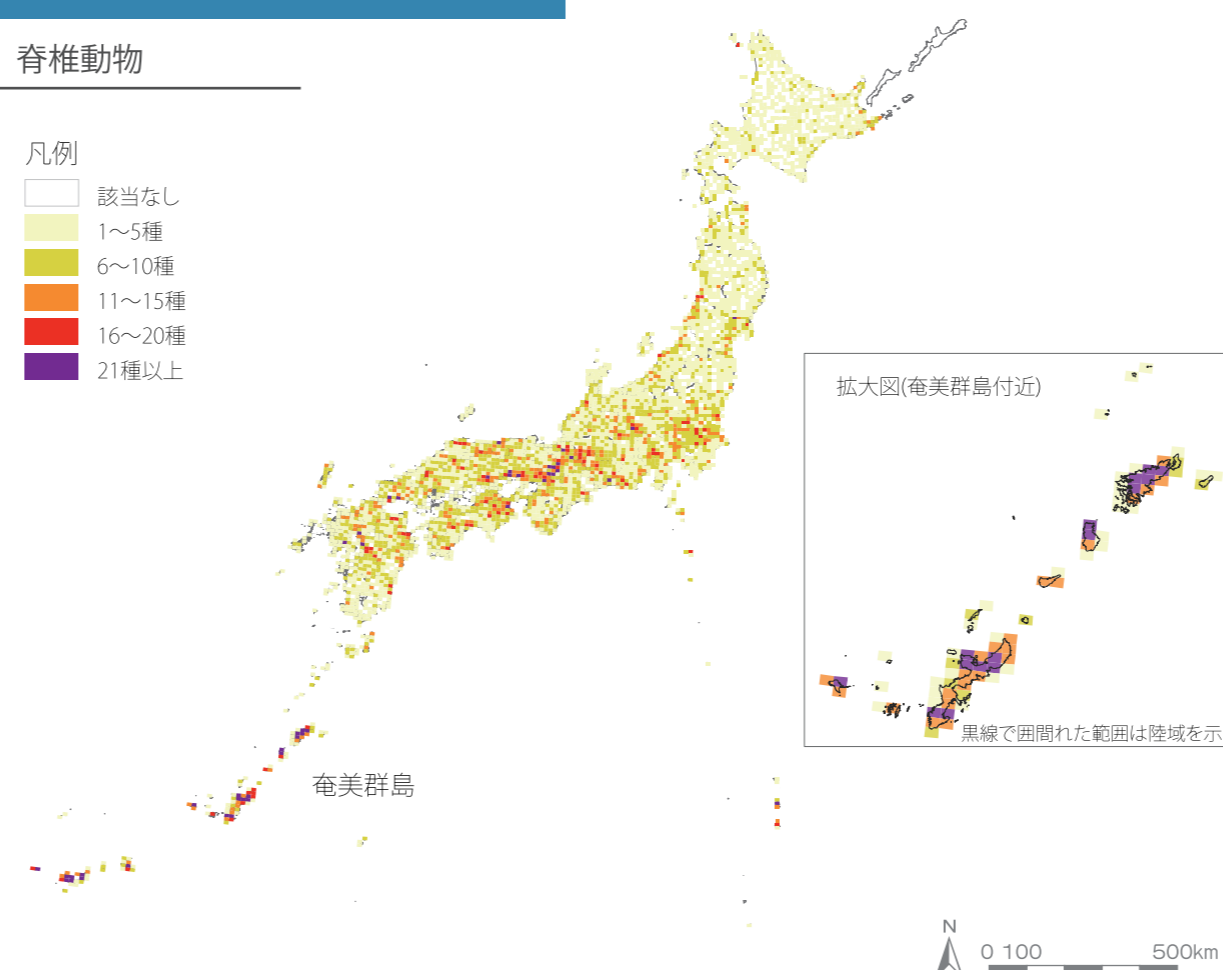 脊椎動物
凡例
該当なし
1〜5種
6〜10種
11〜15種
16〜20種
21種以上
拡大図(奄美群島付近)
黒線で囲間れた範囲は陸域を示
奄美群島
N
0 100 500km